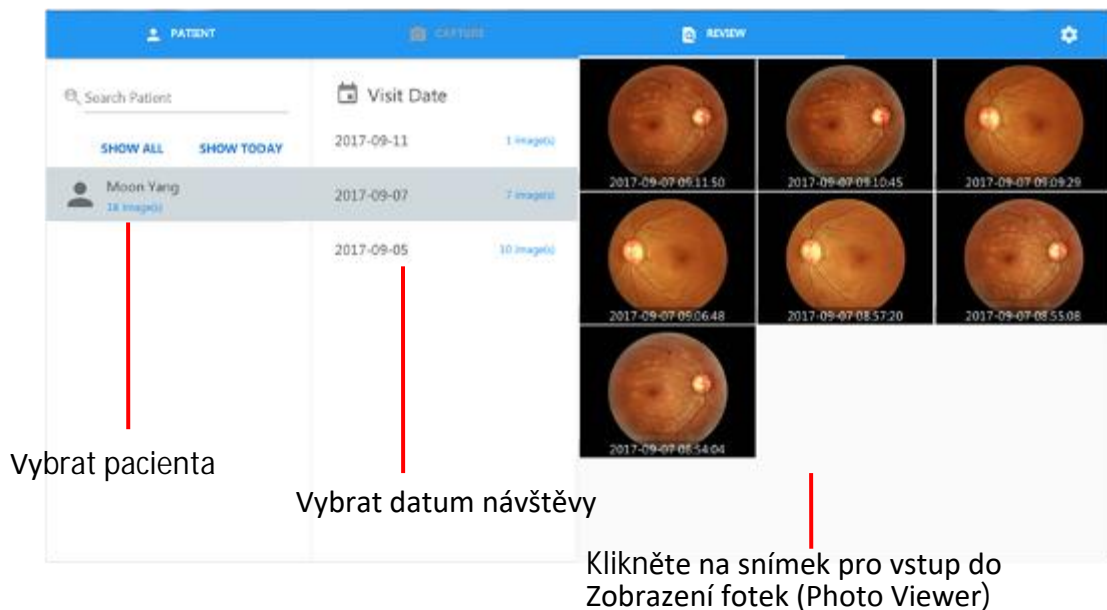 PATIENT
CAPTURE
REVIEW
Search Patient
SHOW ALL
SHOW TODAY
Moon Yang
18 image(s)
Visit Date
2017-09-11
1 image(s)
2017-09-07
7 image(s)
2017-09-05
10 image(s)
2017-09-07 09:11:50
2017-09-07 09:10:45
2017-09-07 09:09:29
2017-09-07 09:06:48
2017-09-07 08:57:20
2017-09-07 08:55:08
2017-09-07 08:54:04
Vybrat pacienta
Vybrat datum návštěvy
Klikněte na snímek pro vstup do
Zobrazení fotek (Photo Viewer)